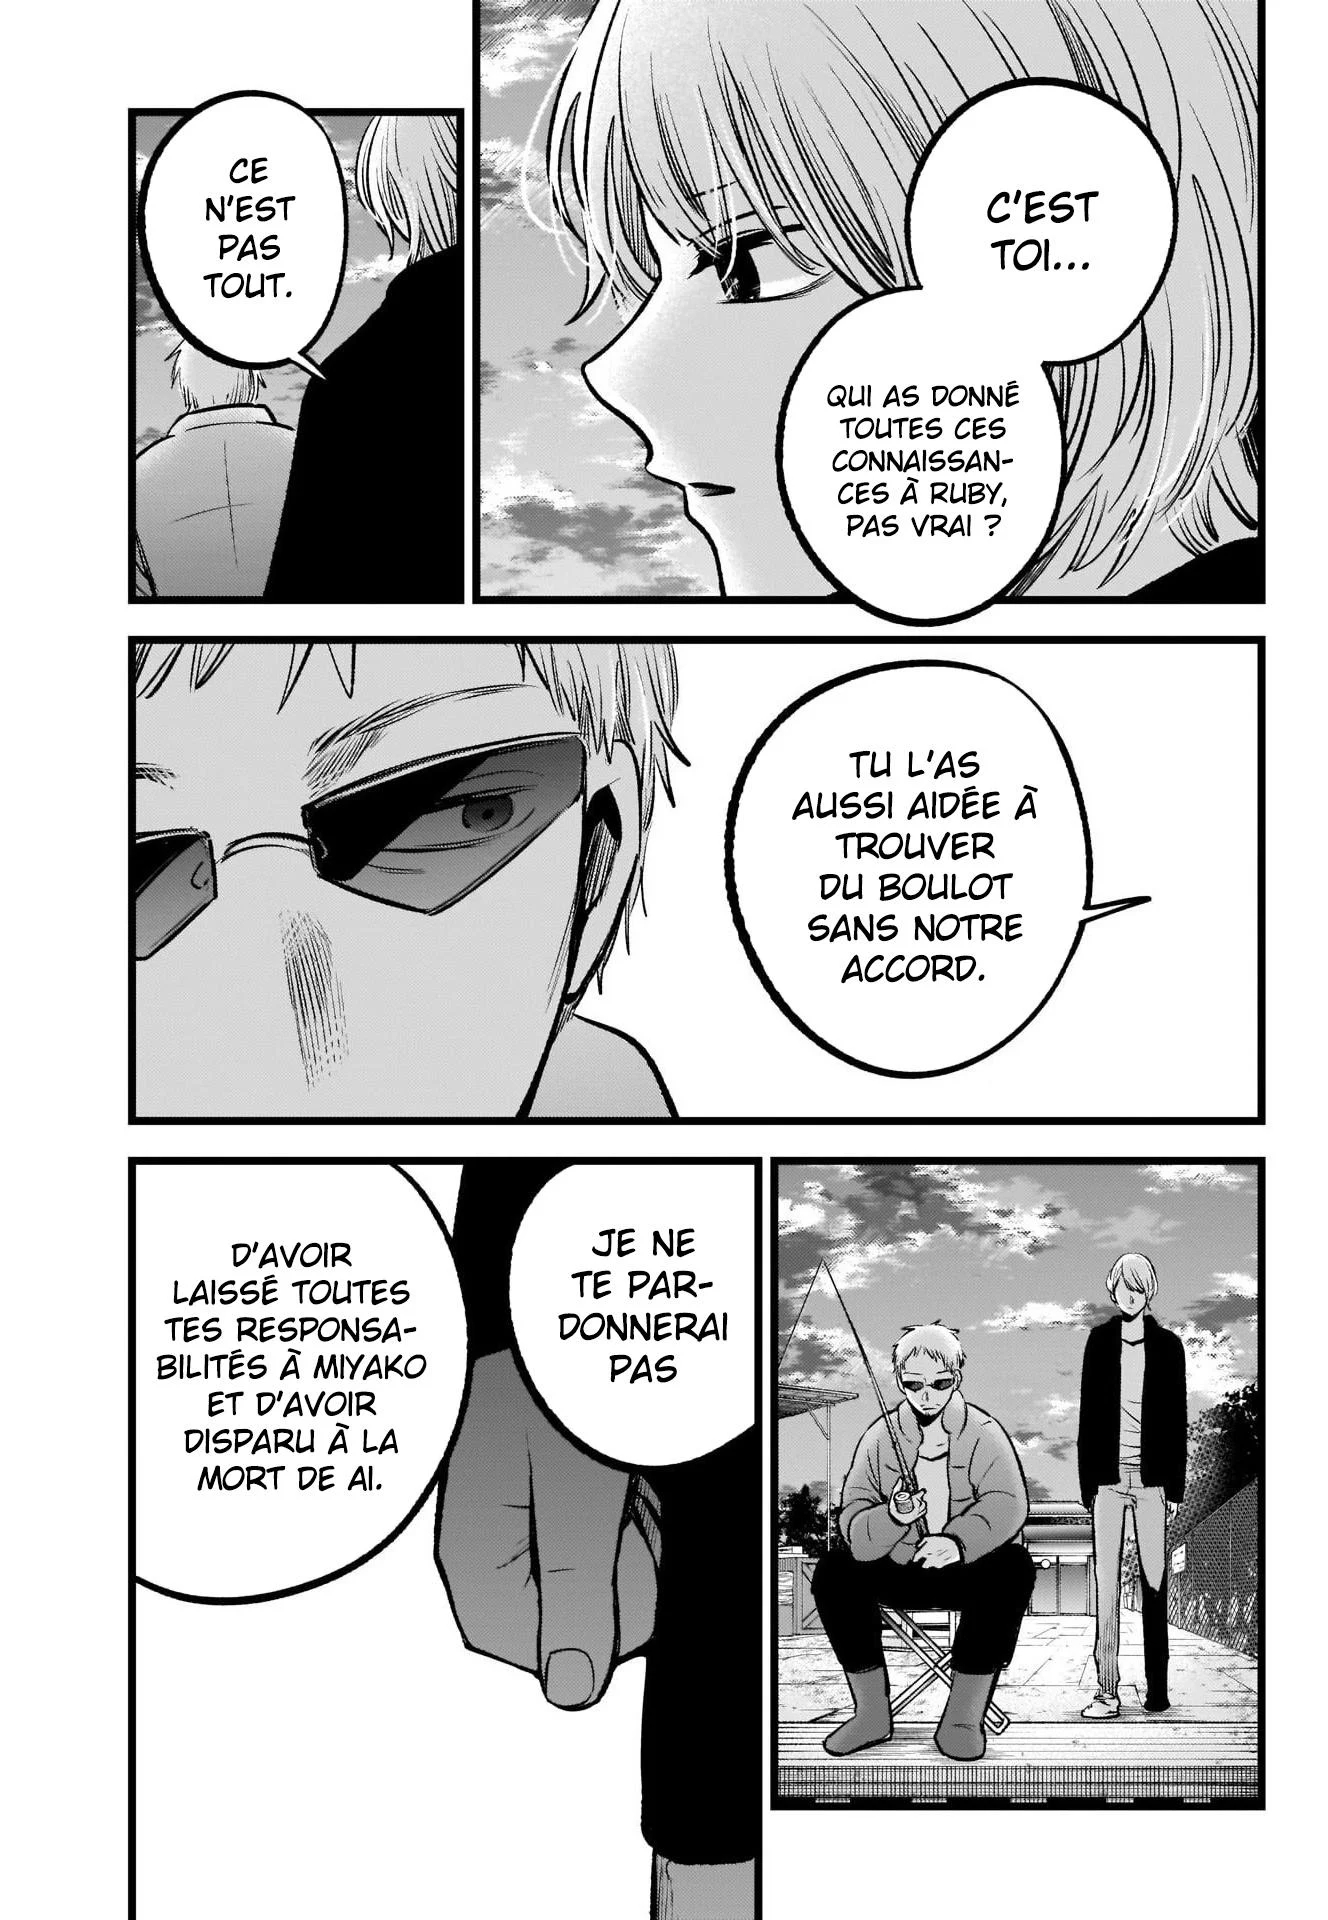 C'EST
TOI...
QUI AS DONNÉ
TOUTES CES
CONNAISSAN-
CES À RUBY,
PAS VRAI ?
CE
N'EST
PAS
TOUT.
TU L'AS
AUSSI AIDÉE À
TROUVER
DU BOULOT
SANS NOTRE
ACCORD.
JE NE
TE PAR-
DONNERAI
PAS
D'AVOIR
LAISSÉ TOUTES
TES RESPONSA-
BILITÉS À MIYAKO
ET D'AVOIR
DISPARU À LA
MORT DE AI.